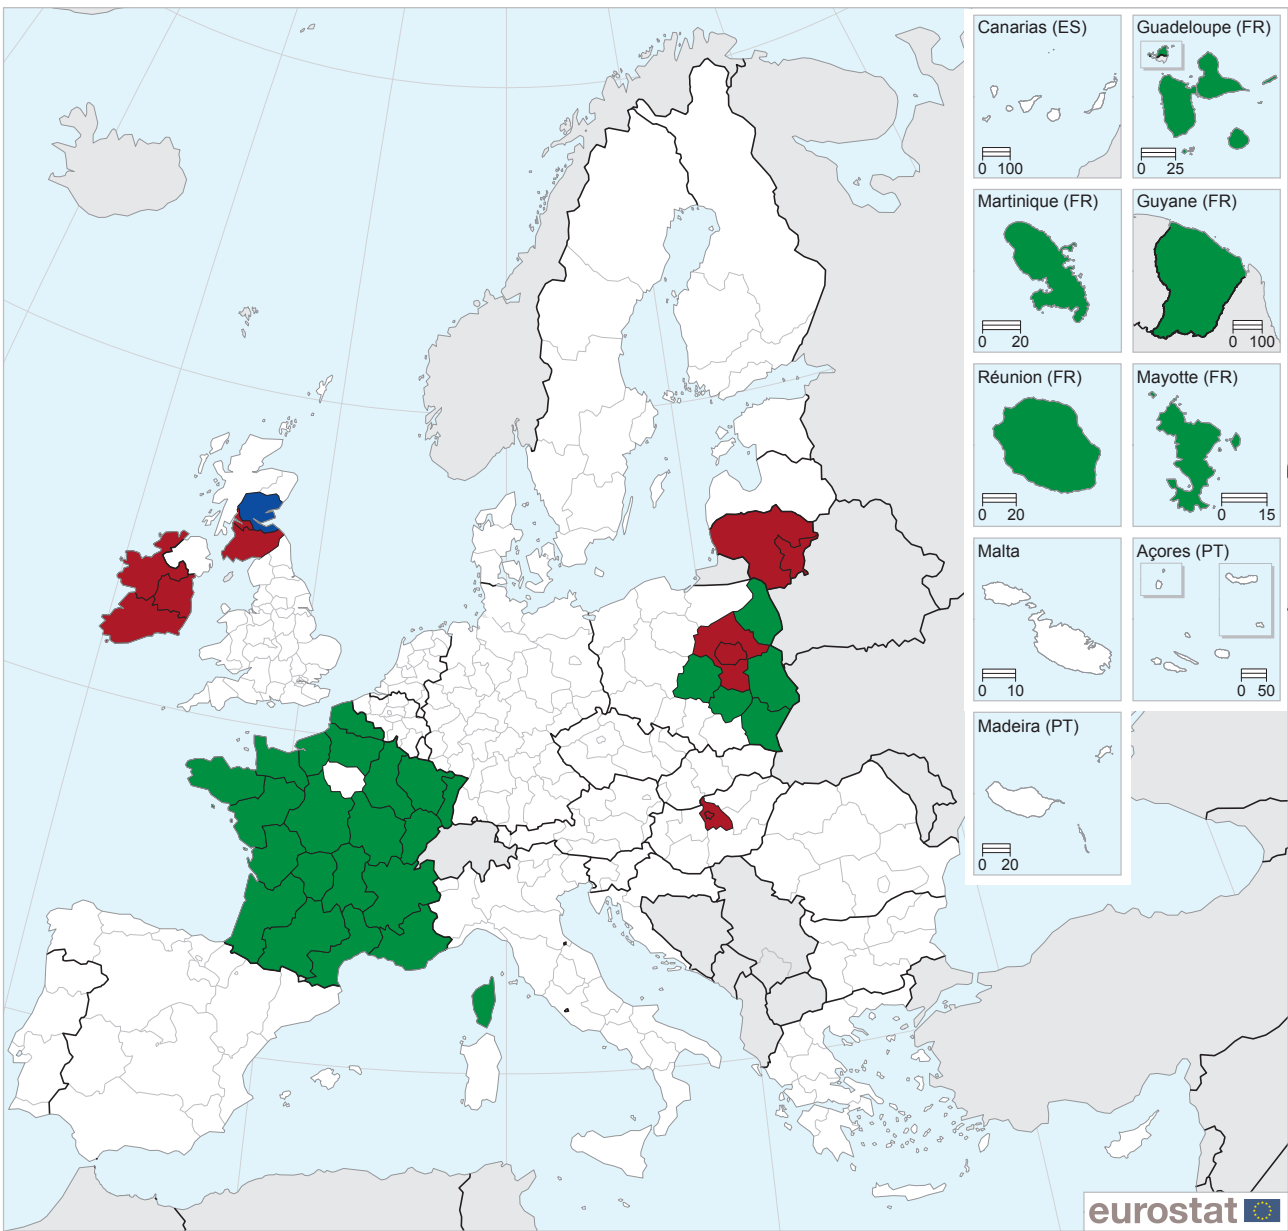 Canarias (ES)
0 100
Guadeloupe (FR)
0 25
Martinique (FR)
0 20
Guyane (FR)
0 100
Réunion (FR)
0 20
Mayotte (FR)
0 15
Malta
0 10
Açores (PT)
0 50
Madeira (PT)
0 20
eurostat